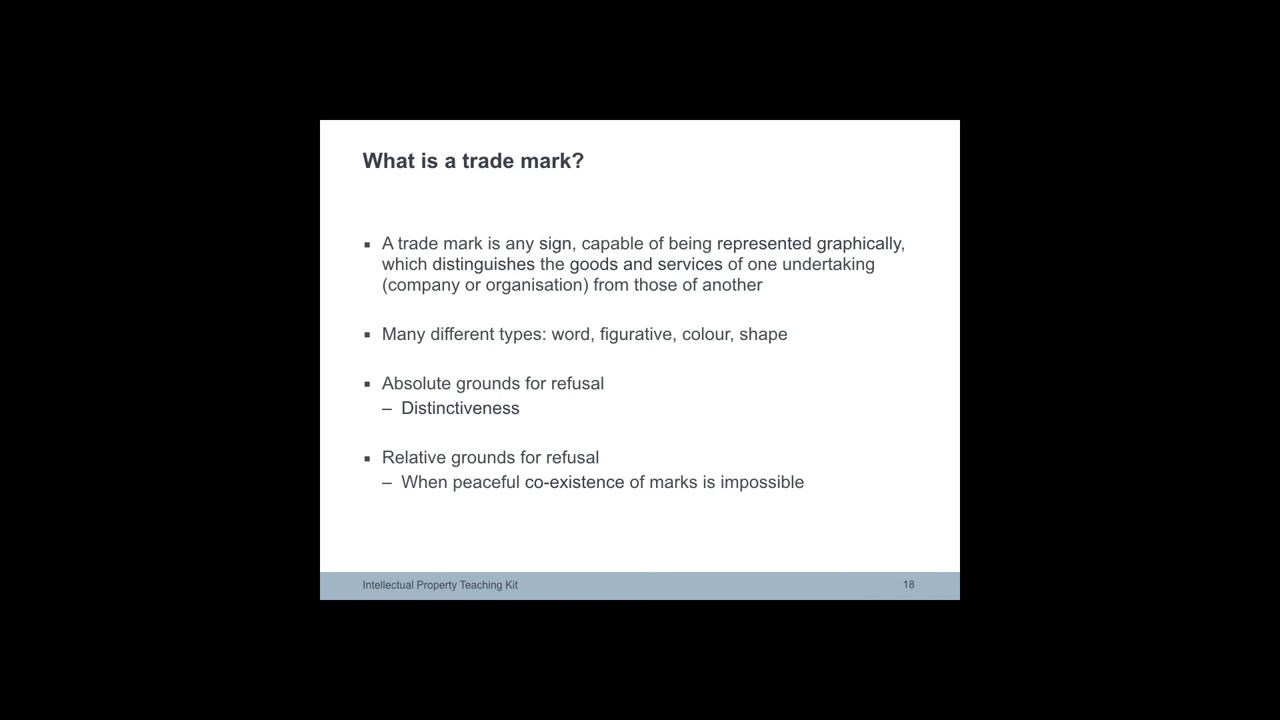 What is a trade mark?
▪ A trade mark is any sign, capable of being represented graphically,
which distinguishes the goods and services of one undertaking
(company or organisation) from those of another
▪ Many different types: word, figurative, colour, shape
▪ Absolute grounds for refusal
– Distinctiveness
▪ Relative grounds for refusal
– When peaceful co-existence of marks is impossible
Intellectual Property Teaching Kit 18